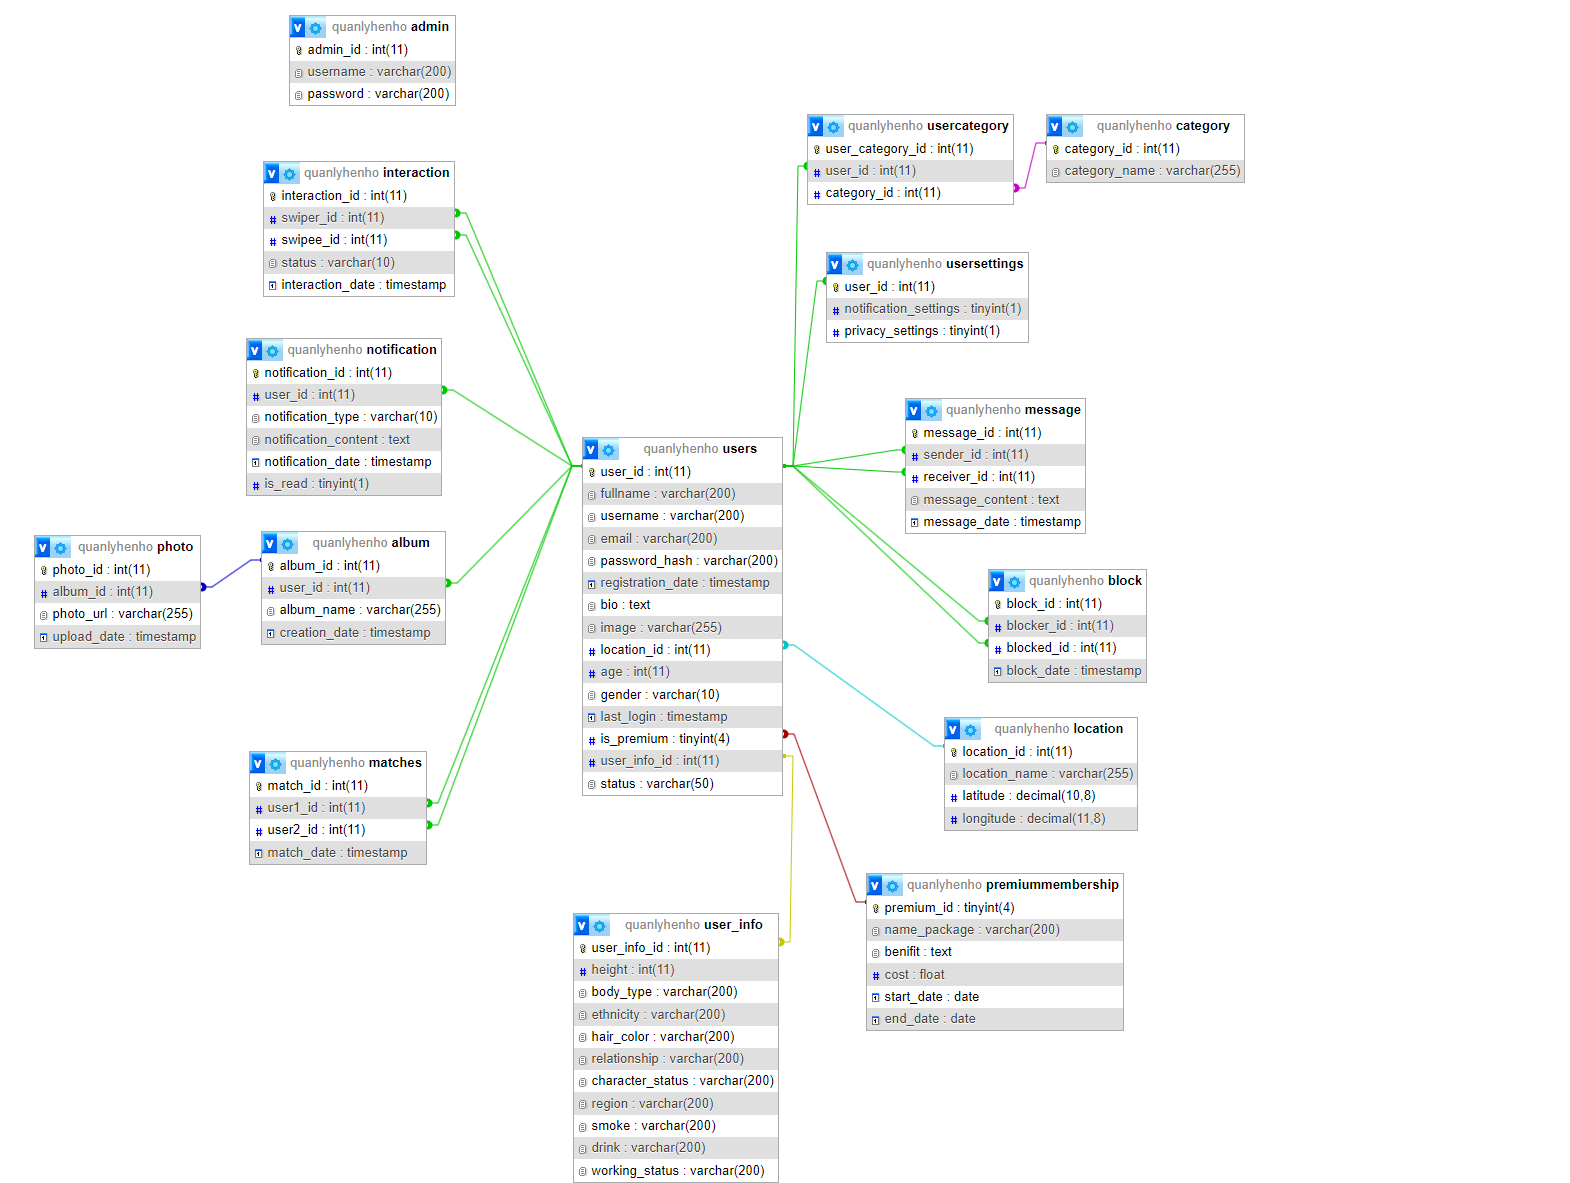 quanlyhenho admin
admin_id : int(11)
username : varchar(200)
password : varchar(200)
quanlyhenho usercategory
user_category_id : int(11)
user_id : int(11)
category_id : int(11)
quanlyhenho category
category_id : int(11)
category_name : varchar(255)
quanlyhenho interaction
interaction_id : int(11)
swiper_id : int(11)
swipee_id : int(11)
status : varchar(10)
interaction_date : timestamp
quanlyhenho usersettings
user_id : int(11)
notification_settings : tinyint(1)
privacy_settings : tinyint(1)
quanlyhenho notification
notification_id : int(11)
user_id : int(11)
notification_type : varchar(10)
notification_content : text
notification_date : timestamp
is_read : tinyint(1)
quanlyhenho message
message_id : int(11)
sender_id : int(11)
receiver_id : int(11)
message_content : text
message_date : timestamp
quanlyhenho users
user_id : int(11)
fullname : varchar(200)
username : varchar(200)
email : varchar(200)
password_hash : varchar(200)
registration_date : timestamp
bio : text
image : varchar(255)
location_id : int(11)
age : int(11)
gender : varchar(10)
last_login : timestamp
is_premium : tinyint(4)
user_info_id : int(11)
status : varchar(50)
quanlyhenho photo
photo_id : int(11)
album_id : int(11)
photo_url : varchar(255)
upload_date : timestamp
quanlyhenho album
album_id : int(11)
user_id : int(11)
album_name : varchar(255)
creation_date : timestamp
quanlyhenho block
block_id : int(11)
blocker_id : int(11)
blocked_id : int(11)
block_date : timestamp
quanlyhenho location
location_id : int(11)
location_name : varchar(255)
latitude : decimal(10,8)
longitude : decimal(11,8)
quanlyhenho matches
match_id : int(11)
user1_id : int(11)
user2_id : int(11)
match_date : timestamp
quanlyhenho premiummembership
premium_id : tinyint(4)
name_package : varchar(200)
benifit : text
cost : float
start_date : date
end_date : date
quanlyhenho user_info
user_info_id : int(11)
height : int(11)
body_type : varchar(200)
ethnicity : varchar(200)
hair_color : varchar(200)
relationship : varchar(200)
character_status : varchar(200)
region : varchar(200)
smoke : varchar(200)
drink : varchar(200)
working_status : varchar(200)